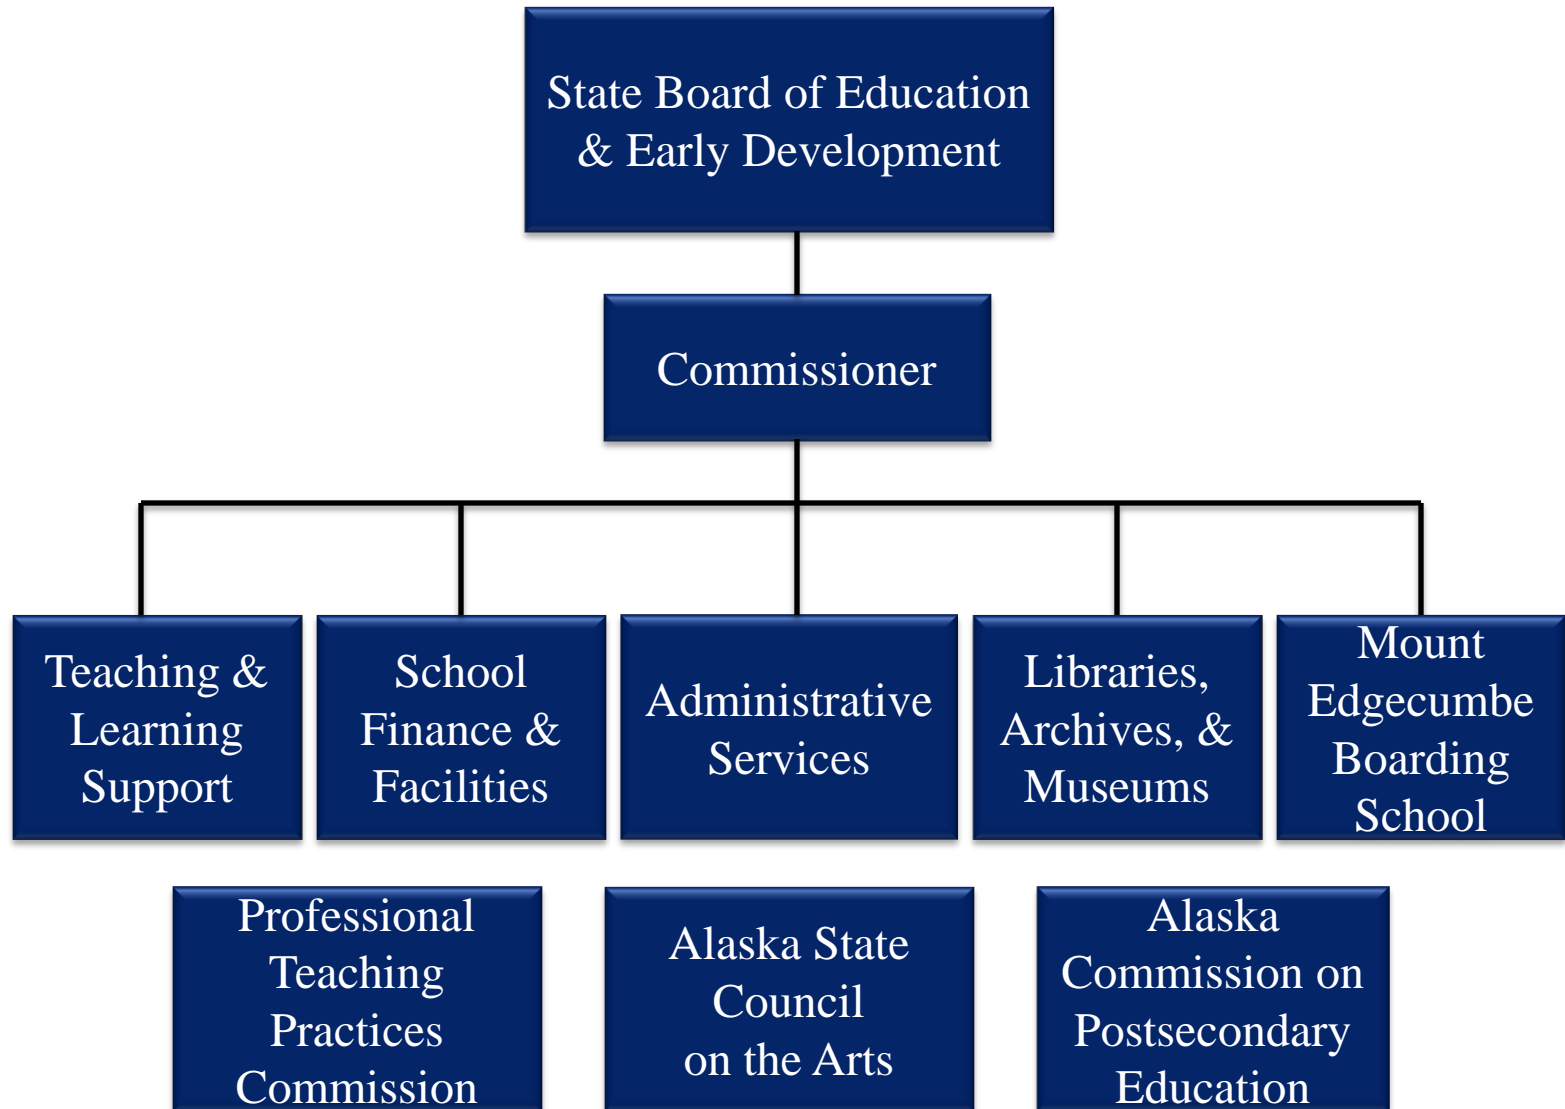 State Board of Education
& Early Development
Commissioner
Teaching &
Learning
Support
School
Finance &
Facilities
Administrative
Services
Libraries,
Archives, &
Museums
Mount
Edgecumbe
Boarding
School
Professional
Teaching
Practices
Commission
Alaska State
Council
on the Arts
Alaska
Commission on
Postsecondary
Education